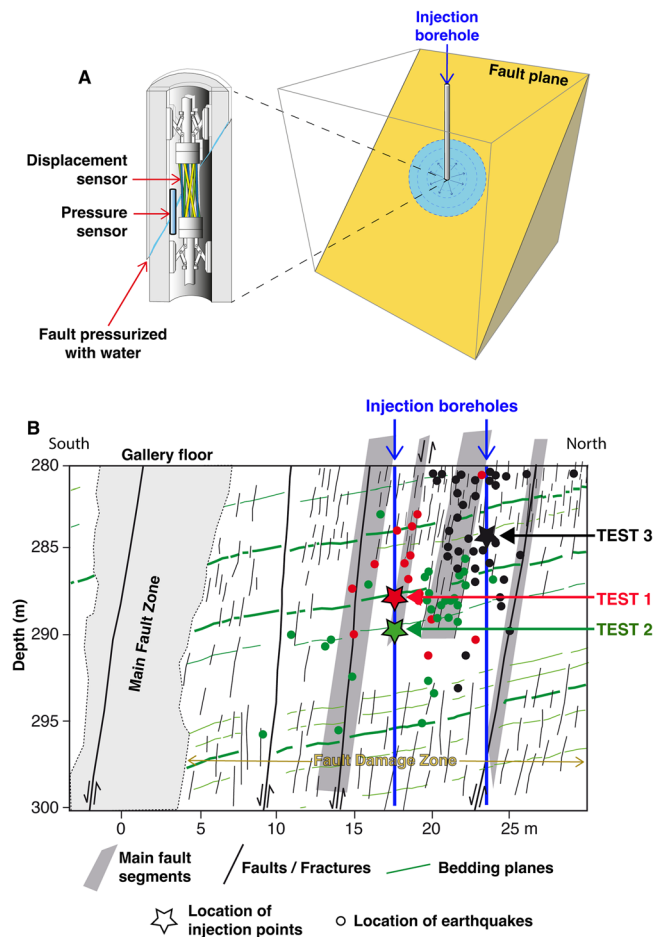 Injection
borehole
A
Fault plane
Displacement
sensor
Pressure
sensor
Fault pressurized
with water
B
Injection boreholes
South
North
Gallery floor
280
285
290
295
300
Depth (m)
Main Fault Zone
TEST 3
TEST 1
TEST 2
Fault Damage Zone
0
5
10
15
20
25 m
Main fault
segments
Faults / Fractures
Bedding planes
Location of
injection points
Location of earthquakes